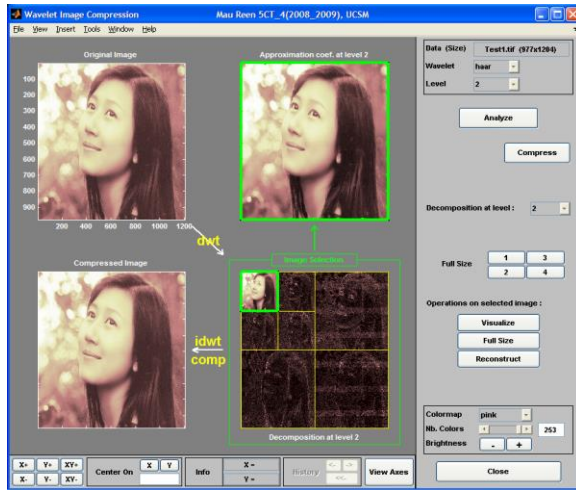 Wavelet Image Compression Mau Reen 5CT_4(2008_2009), UCSM
File View Insert Tools Window Help
Original Image
Approximation coef. at level 2
100
200
300
400
500
600
700
800
900
200 400 600 800 1000 1200
dwt
Compressed Image
Image Selection
idwt
comp
Decomposition at level 2
Data (Size) Test1.tif (977x1204)
Wavelet haar
Level 2
Analyze
Compress
Decomposition at level : 2
Full Size
1 3
2 4
Operations on selected image :
Visualize
Full Size
Reconstruct
Colormap pink
Nb. Colors 253
Brightness - +
X+ Y+ XY+
X- Y- XY-
Center On X Y
Info X =
Y =
History <- ->
<<-
View Axes
Close